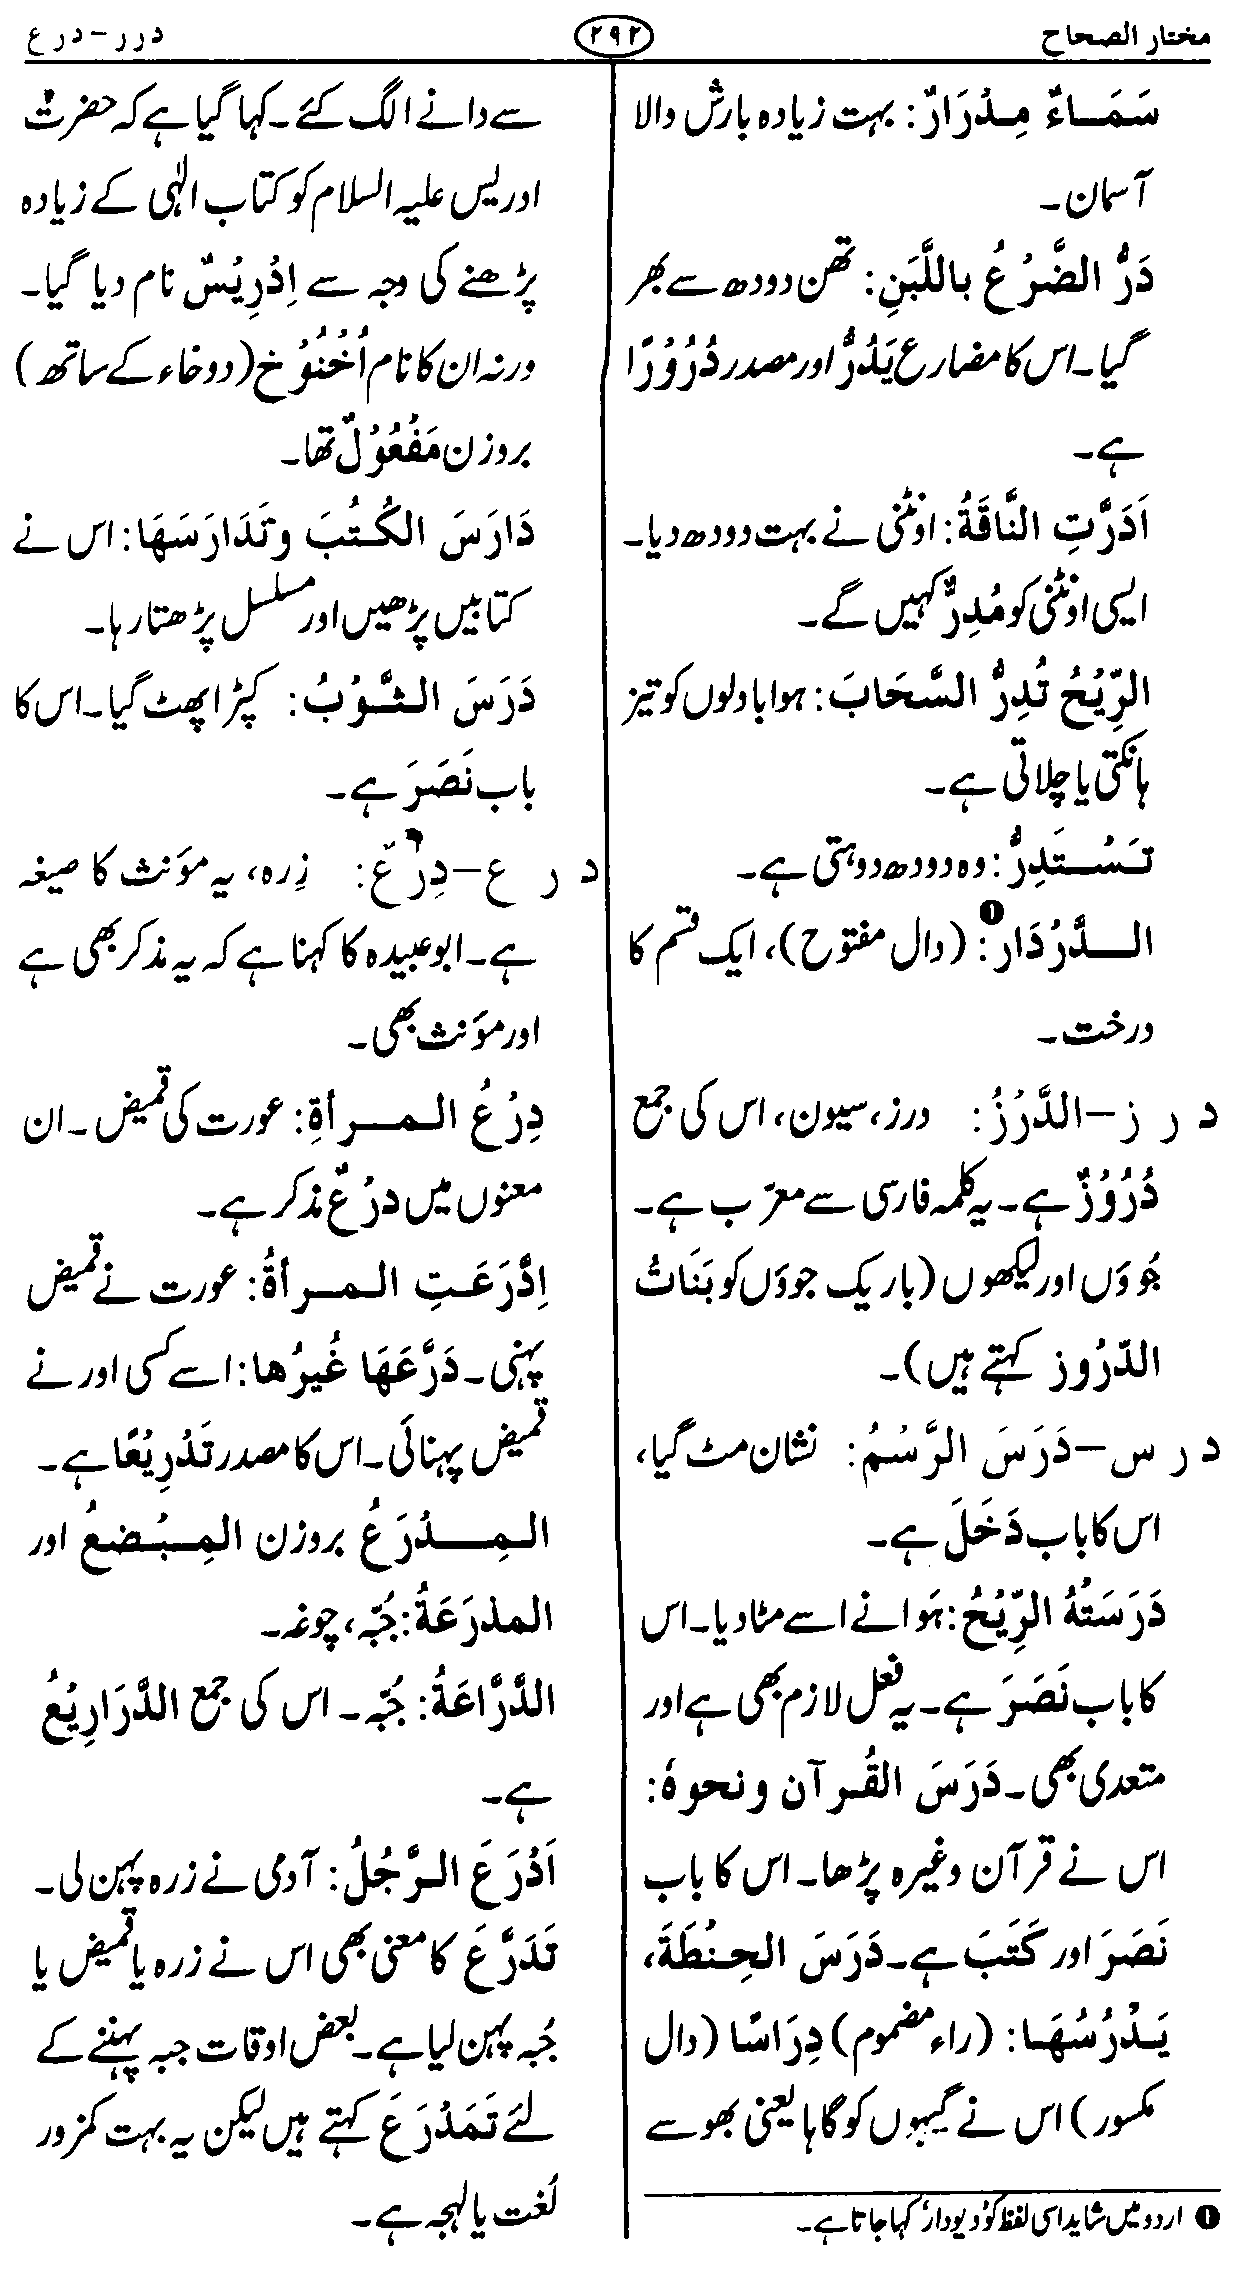 مختار الصحاح
۲۹۲
درر-درع
سَمَاءٌ مِدْرَارٌ: بہت زیادہ بارش والا
آسمان۔
دَرَّ الضَّرْعُ بِاللَّبَنِ: تھن دودھ سے بھر
گیا۔ اس کا مضارع یَدُرُّ اور مصدر دُرُوْرًا
ہے۔
اَدَرَّتِ النَّاقَةُ: اونٹنی نے بہت دودھ دیا۔
ایسی اونٹنی کو مُدِرٌّ کہیں گے۔
الرِّیْحُ تُدِرُّ السَّحَابَ: ہوا بادلوں کو تیز
ہانکتی یا چلاتی ہے۔
تَسْتَدِرُّ: وہ دودھ دوہتی ہے۔
الدَّرْدَارُ❶: (دال مفتوح)، ایک قسم کا
درخت۔
د ر ز-الدَّرْزُ: درز، سیون، اس کی جمع
دُرُوْزٌ ہے۔ یہ کلمہ فارسی سے معرّب ہے۔
جُوؤں اور لیکھوں (باریک جوؤں کو بَنَاتُ
الدّرُوز کہتے ہیں)۔
د ر س-دَرَسَ الرَّسْمُ: نشان مٹ گیا،
اس کا باب دَخَلَ ہے۔
دَرَسَتْهُ الرِّیْحُ: ہَوا نے اسے مٹا دیا۔ اس
کا باب نَصَرَ ہے۔ یہ فعل لازم بھی ہے اور
متعدی بھی۔ دَرَسَ القُرآن ونحوهٗ:
اس نے قرآن وغیرہ پڑھا۔ اس کا باب
نَصَرَ اور کَتَبَ ہے۔ دَرَسَ الحِنْطَةَ،
یَدْرُسُهَا: (راء مضموم) دِرَاسًا (دال
مکسور) اس نے گیہوں کو گاہا یعنی بھوسے
❶ اردو میں شاید اسی لفظ کو 'دیودار' کہا جاتا ہے۔
سے دانے الگ کئے۔ کہا گیا ہے کہ حضرت
ادریس علیہ السلام کو کتاب الٰہی کے زیادہ
پڑھنے کی وجہ سے اِدْرِیْسٌ نام دیا گیا۔
ورنہ ان کا نام اُخْنُوْخ (دو خاء کے ساتھ)
بروزن مَفْعُوْلٌ تھا۔
دَارَسَ الکُتُبَ وتَدَارَسَهَا: اس نے
کتابیں پڑھیں اور مسلسل پڑھتا رہا۔
دَرَسَ الثَّوْبُ: کپڑا پھٹ گیا۔ اس کا
باب نَصَرَ ہے۔
د ر ع-دِرْعٌ: زِرہ، یہ مؤنث کا صیغہ
ہے۔ ابوعبیدہ کا کہنا ہے کہ یہ مذکر بھی ہے
اور مؤنث بھی۔
دِرْعُ المرأةِ: عورت کی قمیض۔ ان
معنوں میں درْعٌ مذکر ہے۔
اِدَّرَعَتِ المرأةُ: عورت نے قمیض
پہنی۔ دَرَّعَهَا غَیْرُها: اسے کسی اور نے
قمیض پہنائی۔ اس کا مصدر تَدْرِیْعًا ہے۔
المِدْرَعُ بروزن المِبْضعُ اور
المدرَعَةُ: جُبّہ، چوغہ۔
الدَّرَّاعَةُ: جُبّہ۔ اس کی جمع الدَّرَارِیْعُ
ہے۔
اَدْرَعَ الرَّجُلُ: آدمی نے زرہ پہن لی۔
تَدَرَّعَ کا معنی بھی اس نے زرہ یا قمیض یا
جُبہ پہن لیا ہے۔ بعض اوقات جبہ پہننے کے
لئے تَمَدْرَعَ کہتے ہیں لیکن یہ بہت کمزور
لُغت یا لہجہ ہے۔